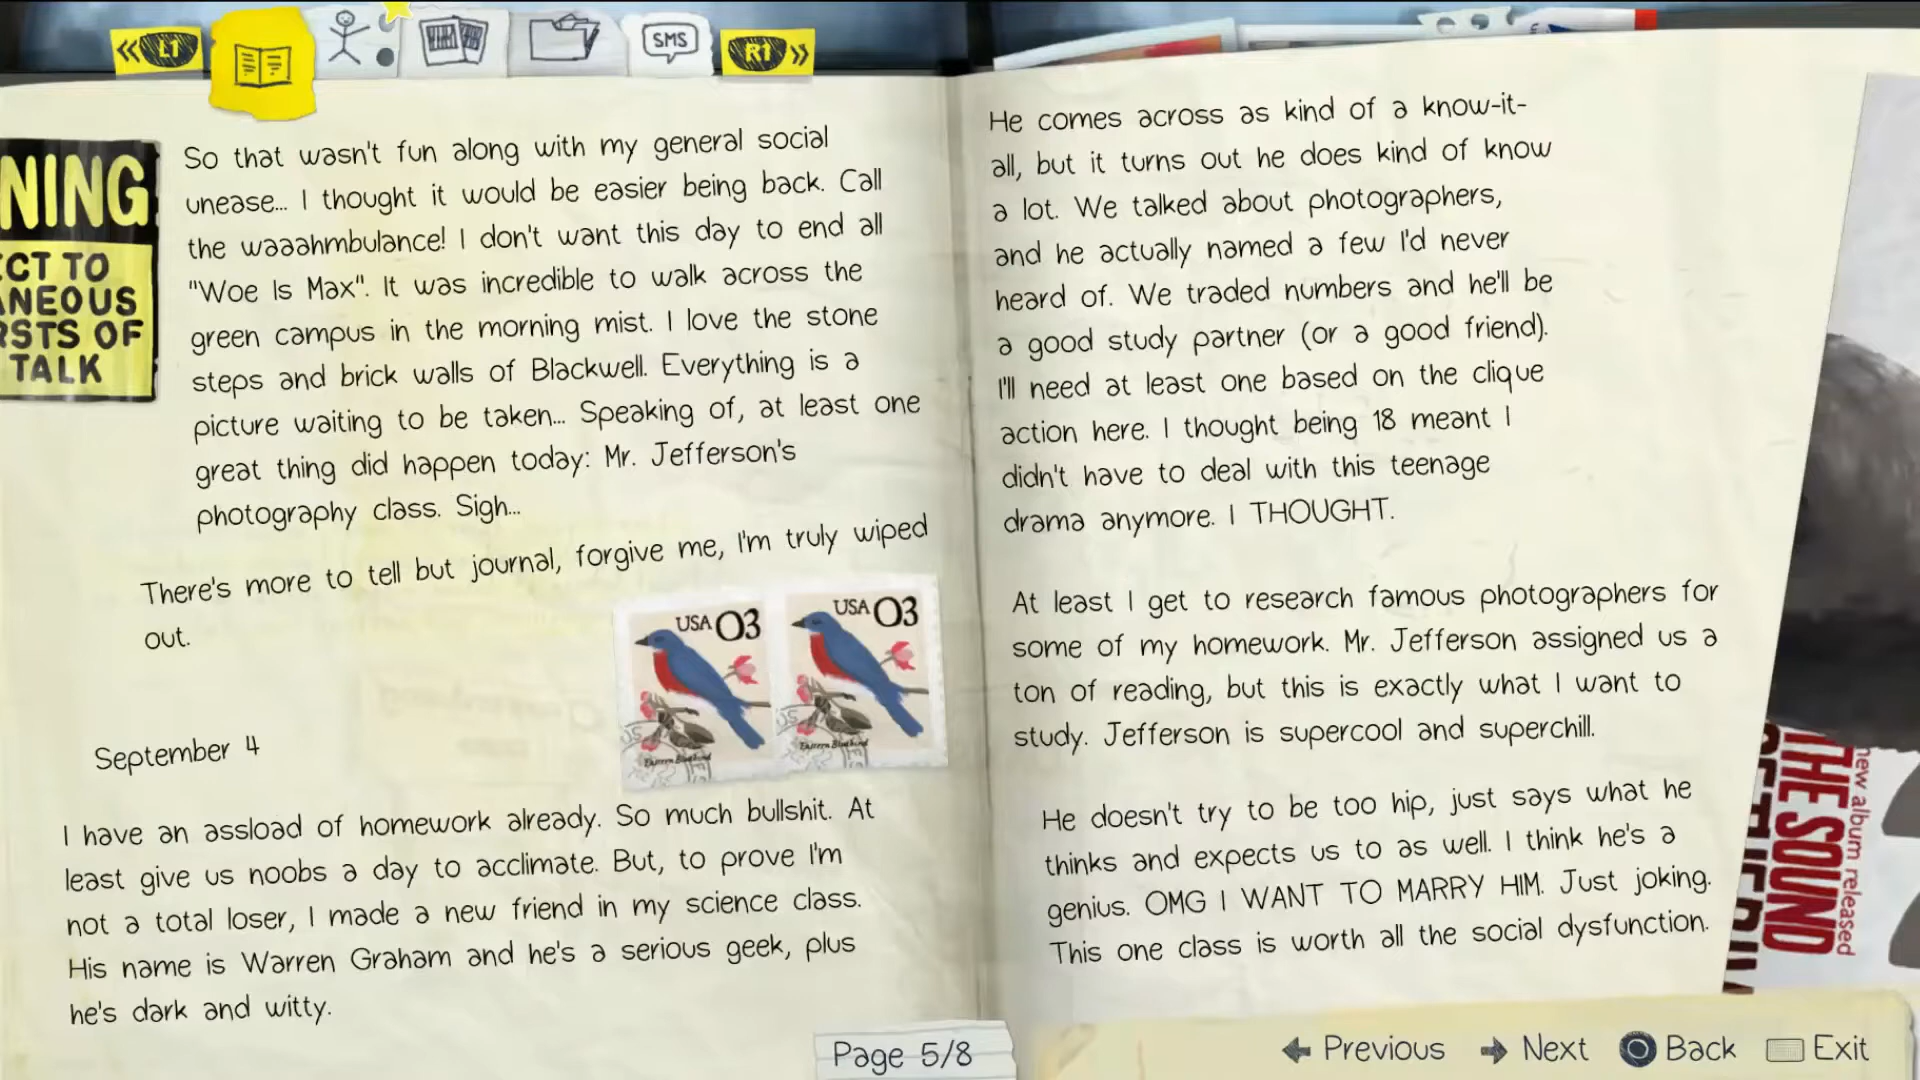 L1
SMS
R1
NING
CT TO
NEOUS
STS OF
TALK
So that wasn't fun along with my general social
unease... I thought it would be easier being back. Call
the waaahmbulance! I don't want this day to end all
"Woe Is Max". It was incredible to walk across the
green campus in the morning mist. I love the stone
steps and brick walls of Blackwell. Everything is a
picture waiting to be taken... Speaking of, at least one
great thing did happen today: Mr. Jefferson's
photography class. Sigh...
There's more to tell but journal, forgive me, I'm truly wiped
out.
USA 03
Eastern Bluebird
USA 03
Eastern Bluebird
September 4
I have an assload of homework already. So much bullshit. At
least give us noobs a day to acclimate. But, to prove I'm
not a total loser, I made a new friend in my science class.
His name is Warren Graham and he's a serious geek, plus
he's dark and witty.
He comes across as kind of a know-it-
all, but it turns out he does kind of know
a lot. We talked about photographers,
and he actually named a few I'd never
heard of. We traded numbers and he'll be
a good study partner (or a good friend).
I'll need at least one based on the clique
action here. I thought being 18 meant I
didn't have to deal with this teenage
drama anymore. I THOUGHT.
At least I get to research famous photographers for
some of my homework. Mr. Jefferson assigned us a
ton of reading, but this is exactly what I want to
study. Jefferson is supercool and superchill.
He doesn't try to be too hip, just says what he
thinks and expects us to as well. I think he's a
genius. OMG I WANT TO MARRY HIM. Just joking.
This one class is worth all the social dysfunction.
new album released
THE SOUND
Page 5/8
Previous
Next
Back
Exit